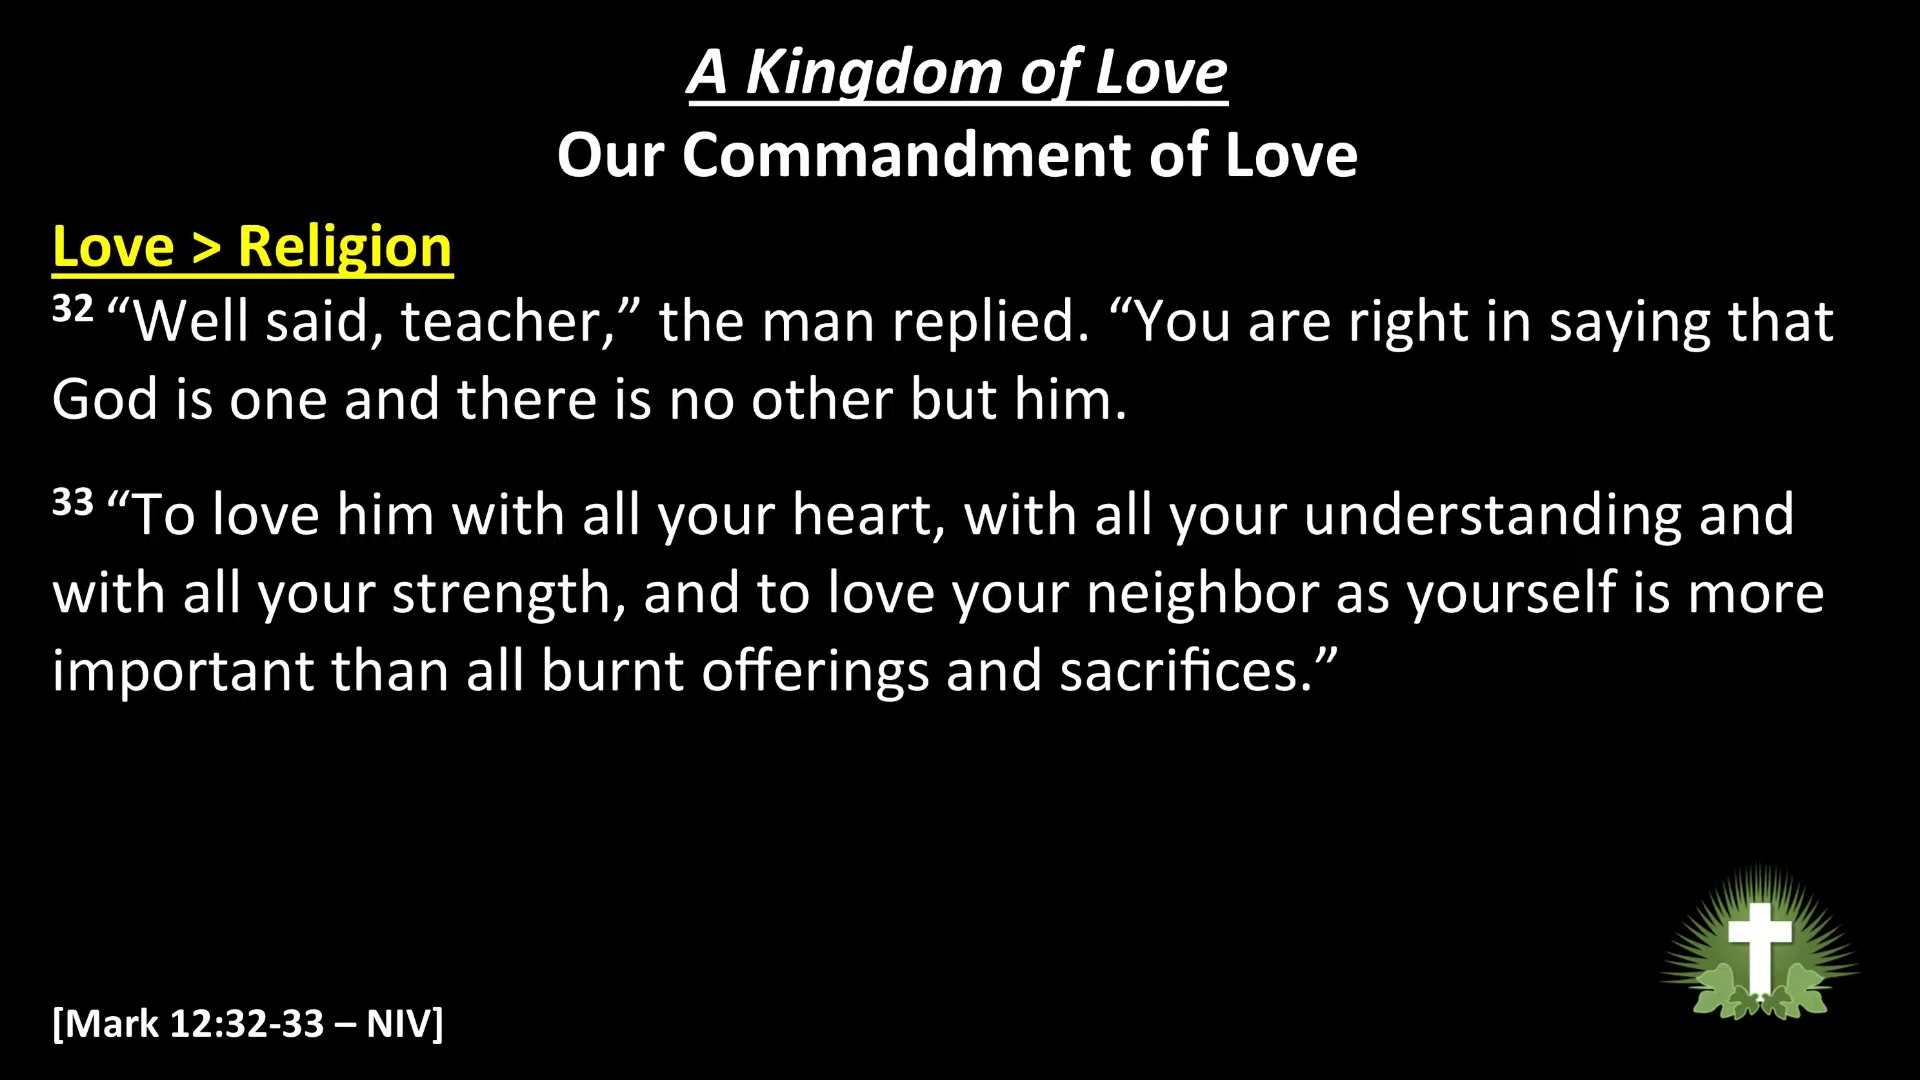 A Kingdom of Love
Our Commandment of Love
Love > Religion
32 “Well said, teacher,” the man replied. “You are right in saying that
God is one and there is no other but him.
33 “To love him with all your heart, with all your understanding and
with all your strength, and to love your neighbor as yourself is more
important than all burnt offerings and sacrifices.”
[Mark 12:32-33 – NIV]